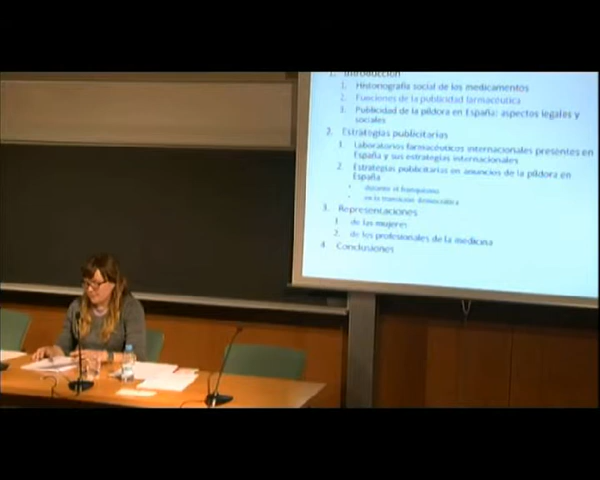 1. Introducción
1. Historiografía social de los medicamentos
2. Funciones de la publicidad farmacéutica
3. Publicidad de la píldora en España: aspectos legales y
sociales
2. Estrategias publicitarias
1. Laboratorios farmacéuticos internacionales presentes en
España y sus estrategias internacionales
2. Estrategias publicitarias en anuncios de la píldora en
España
durante el franquismo
en la transición democrática
3. Representaciones
1. de las mujeres
2. de los profesionales de la medicina
4. Conclusiones